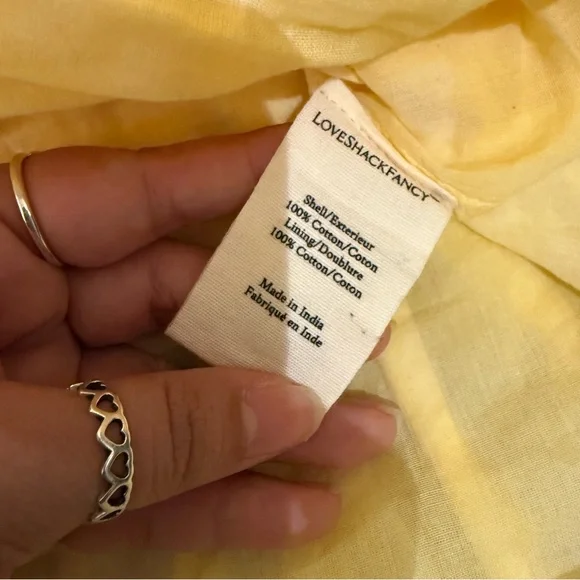 LOVESHACKFANCY
Shell/Exterieur
100% Cotton/Coton
Lining/Doublure
100% Cotton/Coton
Made in India
Fabriqué en Inde